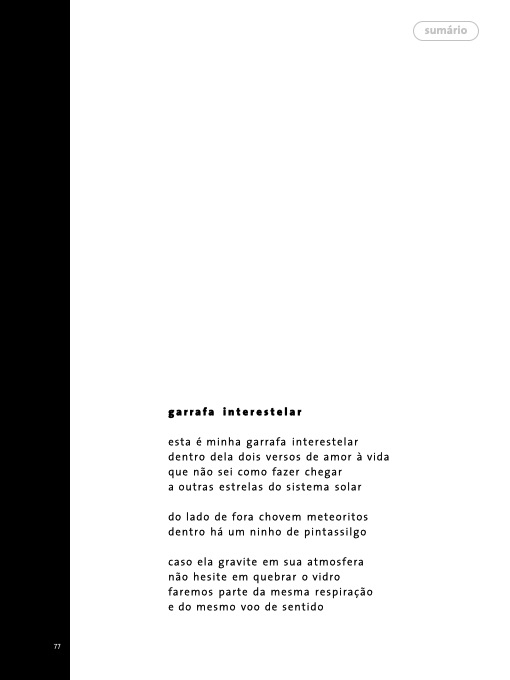 sumário
garrafa interestelar
esta é minha garrafa interestelar
dentro dela dois versos de amor à vida
que não sei como fazer chegar
a outras estrelas do sistema solar
do lado de fora chovem meteoritos
dentro há um ninho de pintassilgo
caso ela gravite em sua atmosfera
não hesite em quebrar o vidro
faremos parte da mesma respiração
e do mesmo voo de sentido
77